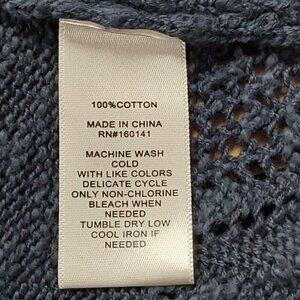 100%COTTON
MADE IN CHINA
RN#160141
MACHINE WASH
COLD
WITH LIKE COLORS
DELICATE CYCLE
ONLY NON-CHLORINE
BLEACH WHEN
NEEDED
TUMBLE DRY LOW
COOL IRON IF
NEEDED